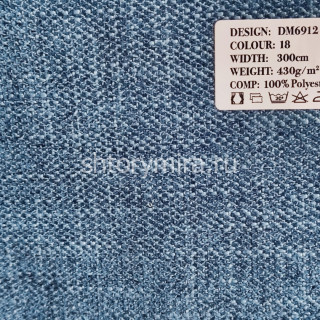 DESIGN: DM6912
COLOUR: 18
WIDTH: 300cm
WEIGHT: 430g/m²
COMP: 100% Polyest
shtorymira.ru